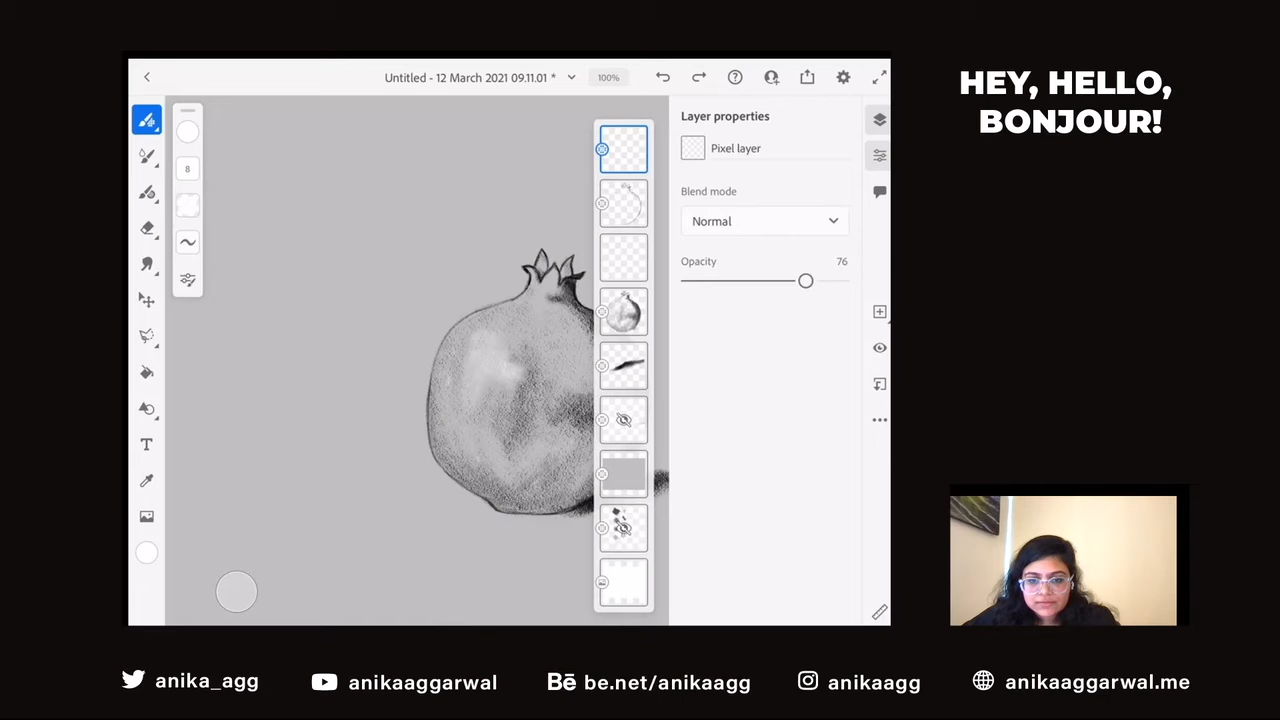 Untitled - 12 March 2021 09.11.01 *
100%
HEY, HELLO,
BONJOUR!
8
Layer properties
Pixel layer
Blend mode
Normal
Opacity 76
T
anika_agg
anikaaggarwal
Bē be.net/anikaagg
anikaagg
anikaaggarwal.me